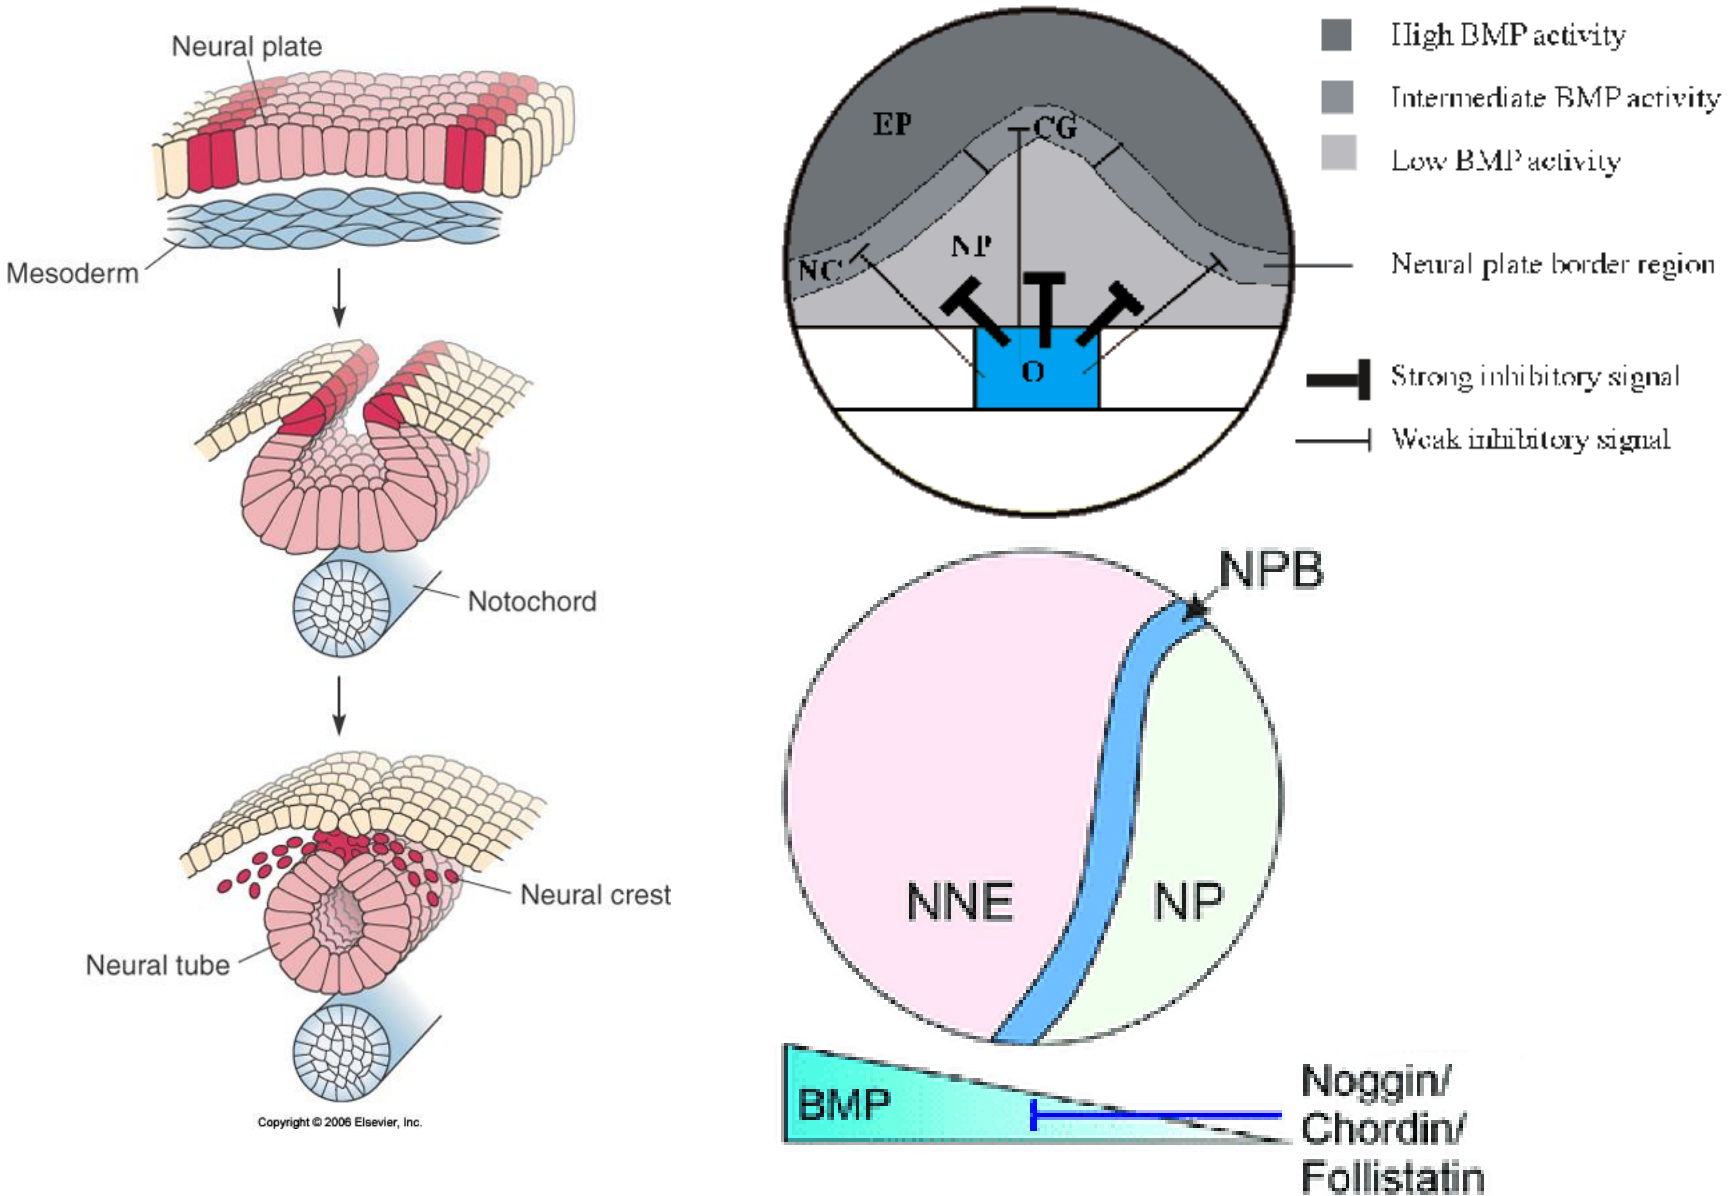 Neural plate
Mesoderm
Notochord
Neural crest
Neural tube
Copyright © 2006 Elsevier, Inc.
EP
CG
NP
NC
O
High BMP activity
Intermediate BMP activity
Low BMP activity
Neural plate border region
Strong inhibitory signal
Weak inhibitory signal
NPB
NNE
NP
BMP
Noggin/
Chordin/
Follistatin